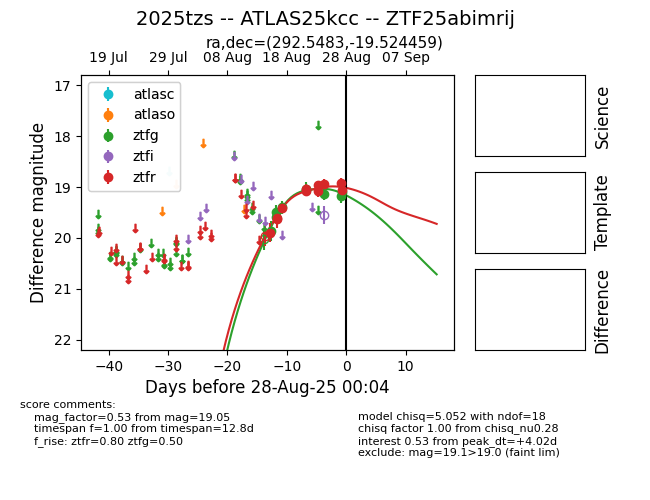 2025tzs -- ATLAS25kcc -- ZTF25abimrij
ra,dec=(292.5483,-19.524459)
19 Jul 29 Jul 08 Aug 18 Aug 28 Aug 07 Sep
17
18
19
20
21
22
Difference magnitude
atlasc
atlaso
ztfg
ztfi
ztfr
−40 −30 −20 −10 0 10
Days before 28-Aug-25 00:04
Science
Template
Difference
score comments:
mag_factor=0.53 from mag=19.05
timespan f=1.00 from timespan=12.8d
f_rise: ztfr=0.80 ztfg=0.50
model chisq=5.052 with ndof=18
chisq factor 1.00 from chisq_nu0.28
interest 0.53 from peak_dt=+4.02d
exclude: mag=19.1>19.0 (faint lim)